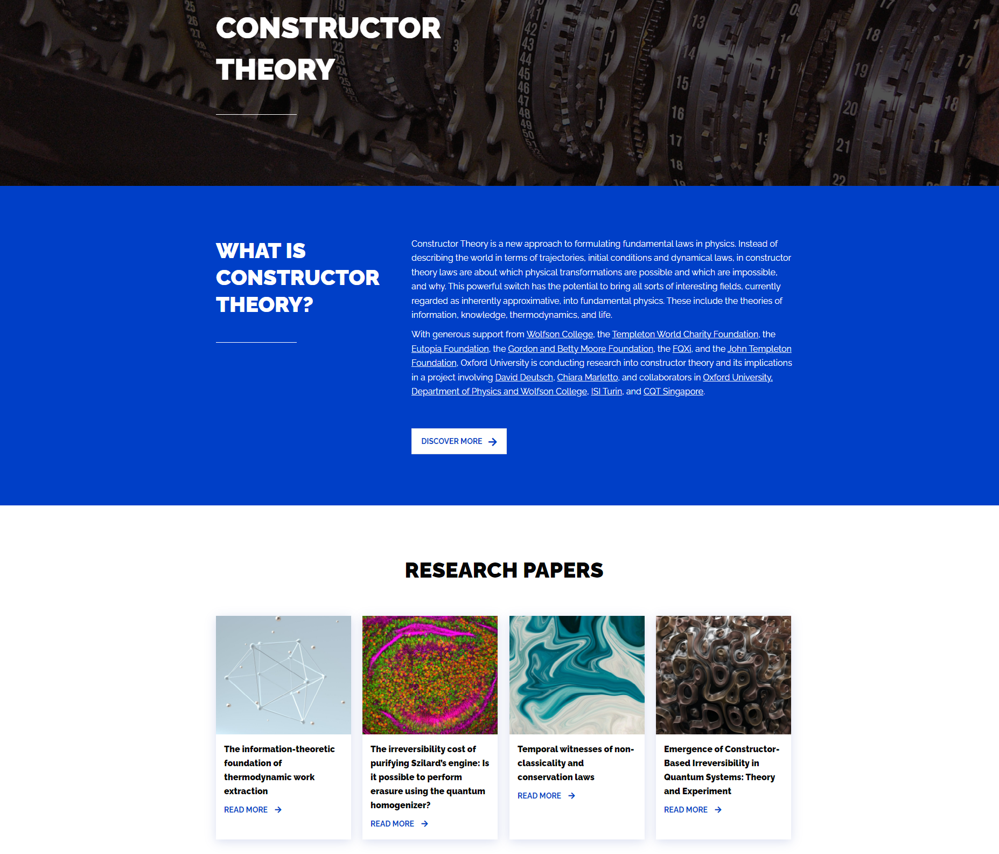 CONSTRUCTOR
THEORY
WHAT IS
CONSTRUCTOR
THEORY?
Constructor Theory is a new approach to formulating fundamental laws in physics. Instead of
describing the world in terms of trajectories, initial conditions and dynamical laws, in constructor
theory laws are about which physical transformations are possible and which are impossible,
and why. This powerful switch has the potential to bring all sorts of interesting fields, currently
regarded as inherently approximative, into fundamental physics. These include the theories of
information, knowledge, thermodynamics, and life.
With generous support from Wolfson College, the Templeton World Charity Foundation, the
Eutopia Foundation, the Gordon and Betty Moore Foundation, the FQXi, and the John Templeton
Foundation, Oxford University is conducting research into constructor theory and its implications
in a project involving David Deutsch, Chiara Marletto, and collaborators in Oxford University,
Department of Physics and Wolfson College, ISI Turin, and CQT Singapore.
DISCOVER MORE
RESEARCH PAPERS
The information-theoretic
foundation of
thermodynamic work
extraction
READ MORE
The irreversibility cost of
purifying Szilard’s engine: Is
it possible to perform
erasure using the quantum
homogenizer?
READ MORE
Temporal witnesses of non-
classicality and
conservation laws
READ MORE
Emergence of Constructor-
Based Irreversibility in
Quantum Systems: Theory
and Experiment
READ MORE